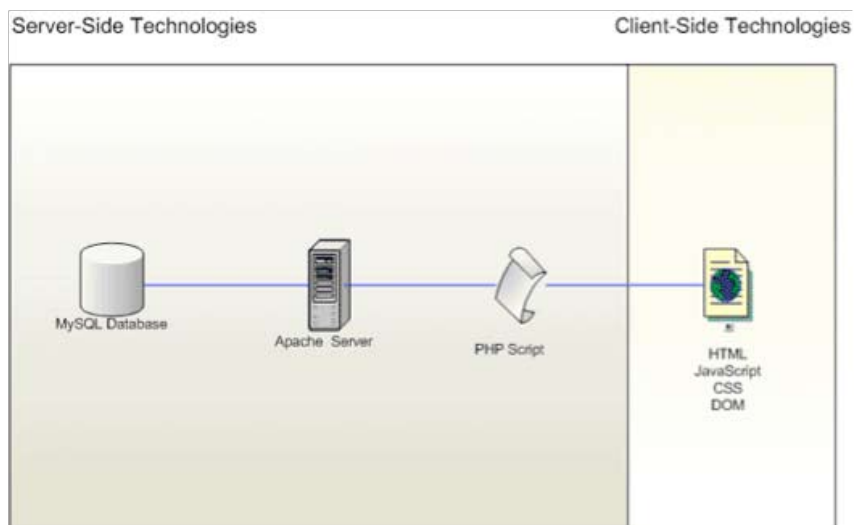 Server-Side Technologies
Client-Side Technologies
MySQL Database
Apache Server
PHP Script
HTML
JavaScript
CSS
DOM